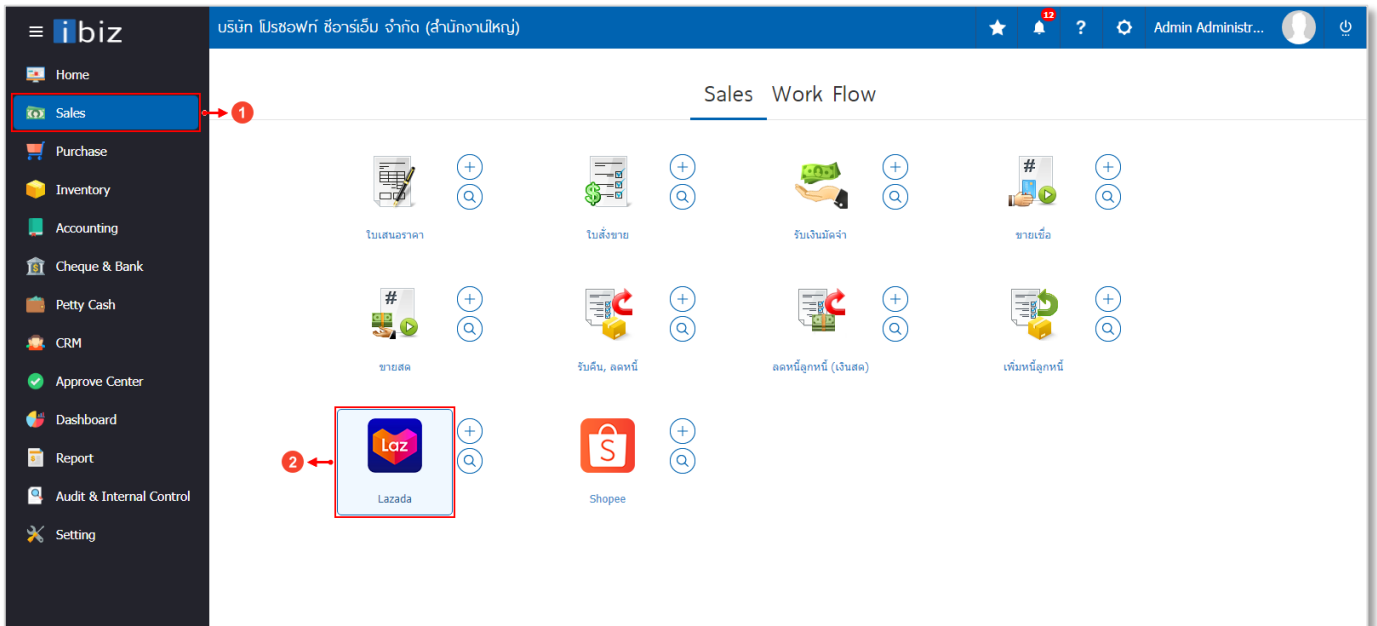 ibiz
บริษัท โปรซอฟท์ ซีอาร์เอ็ม จำกัด (สำนักงานใหญ่)
12
?
Admin Administr...
Home
Sales
1
Purchase
Inventory
Accounting
Cheque & Bank
Petty Cash
CRM
Approve Center
Dashboard
Report
Audit & Internal Control
Setting
Sales Work Flow
ใบเสนอราคา
ใบสั่งขาย
รับเงินมัดจำ
ขายเชื่อ
ขายสด
รับคืน, ลดหนี้
ลดหนี้ลูกหนี้ (เงินสด)
เพิ่มหนี้ลูกหนี้
2
Laz
Lazada
S
Shopee